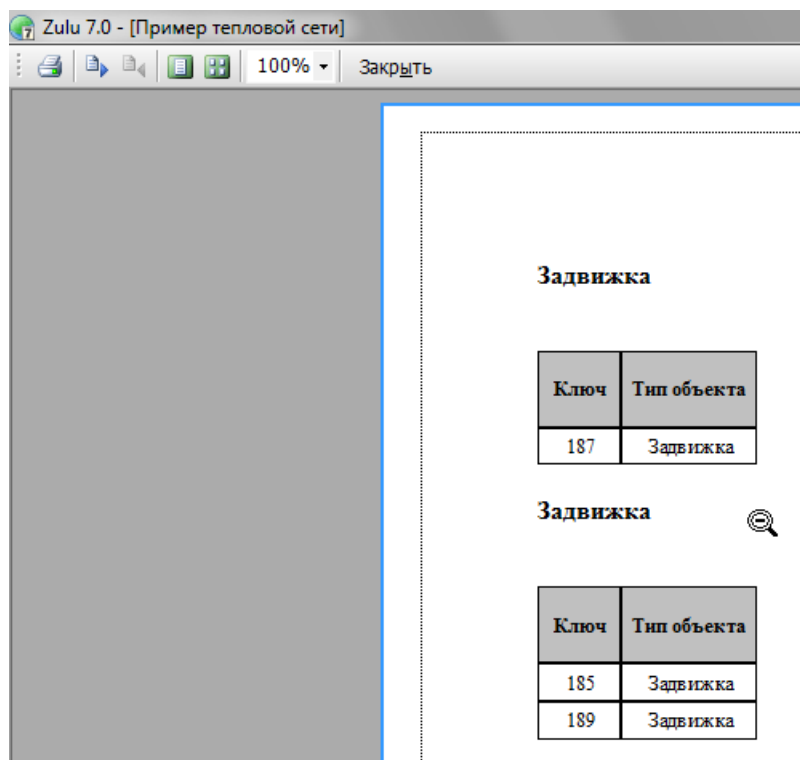 Zulu 7.0 - [Пример тепловой сети]
100% Закрыть
Задвижка
Ключ Тип объекта
187 Задвижка
Задвижка
Ключ Тип объекта
185 Задвижка
189 Задвижка